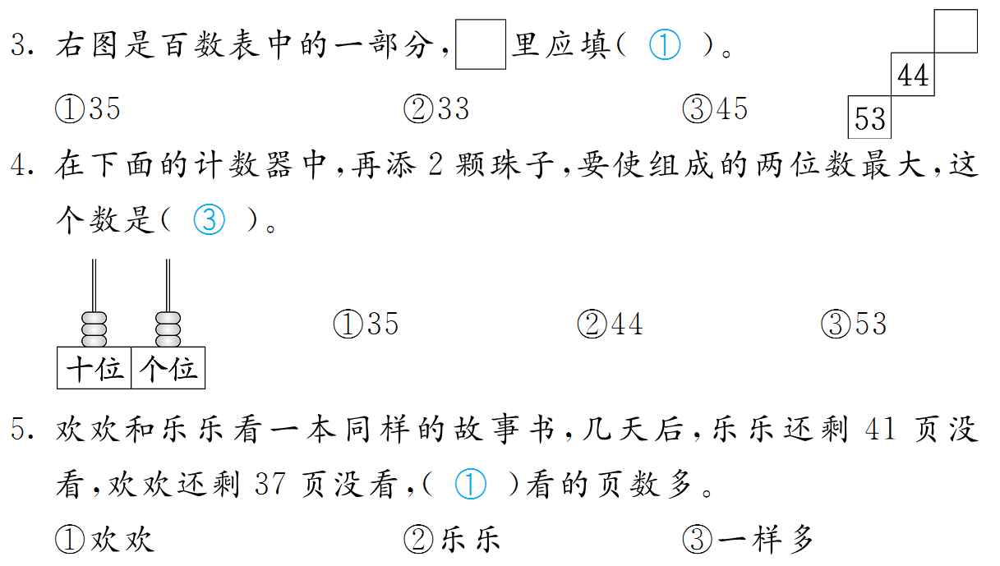 3. 右图是百数表中的一部分,□里应填( ① )。
44
①35 ②33 ③45
53
4. 在下面的计数器中,再添 2 颗珠子,要使组成的两位数最大,这
个数是( ③ )。
①35 ②44 ③53
十位 个位
5. 欢欢和乐乐看一本同样的故事书,几天后,乐乐还剩 41 页没
看,欢欢还剩 37 页没看,( ① )看的页数多。
①欢欢 ②乐乐 ③一样多